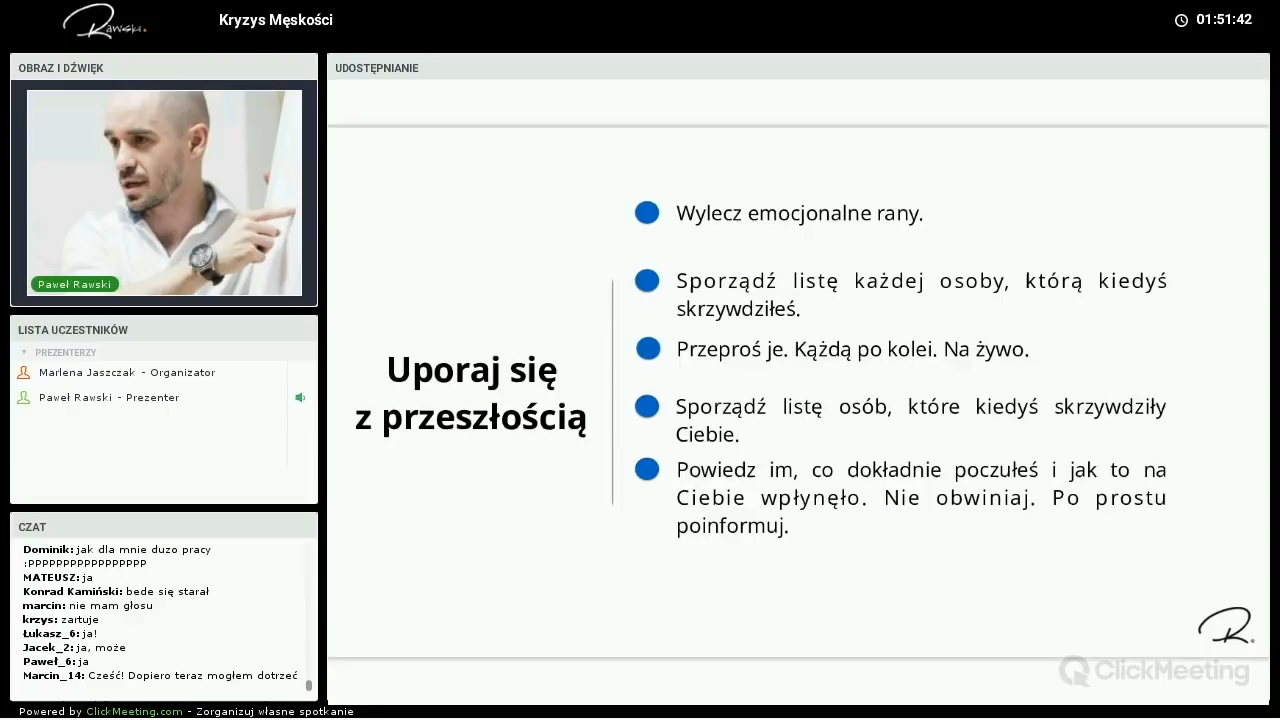 Rawski.
Kryzys Męskości
01:51:42
OBRAZ I DŹWIĘK
Paweł Rawski
LISTA UCZESTNIKÓW
PREZENTERZY
Marlena Jaszczak - Organizator
Paweł Rawski - Prezenter
CZAT
Dominik: jak dla mnie duzo pracy
:PPPPPPPPPPPPPPPPP
MATEUSZ: ja
Konrad Kamiński: bede się starał
marcin: nie mam głosu
krzys: zartuje
Łukasz_6: ja!
Jacek_2: ja, może
Paweł_6: ja
Marcin_14: Cześć! Dopiero teraz mogłem dotrzeć
UDOSTĘPNIANIE
Uporaj się
z przeszłością
Wylecz emocjonalne rany.
Sporządź listę każdej osoby, którą kiedyś
skrzywdziłeś.
Przeproś je. Kążdą po kolei. Na żywo.
Sporządź listę osób, które kiedyś skrzywdziły
Ciebie.
Powiedz im, co dokładnie poczułeś i jak to na
Ciebie wpłynęło. Nie obwiniaj. Po prostu
poinformuj.
R.
ClickMeeting
Powered by ClickMeeting.com - Zorganizuj własne spotkanie